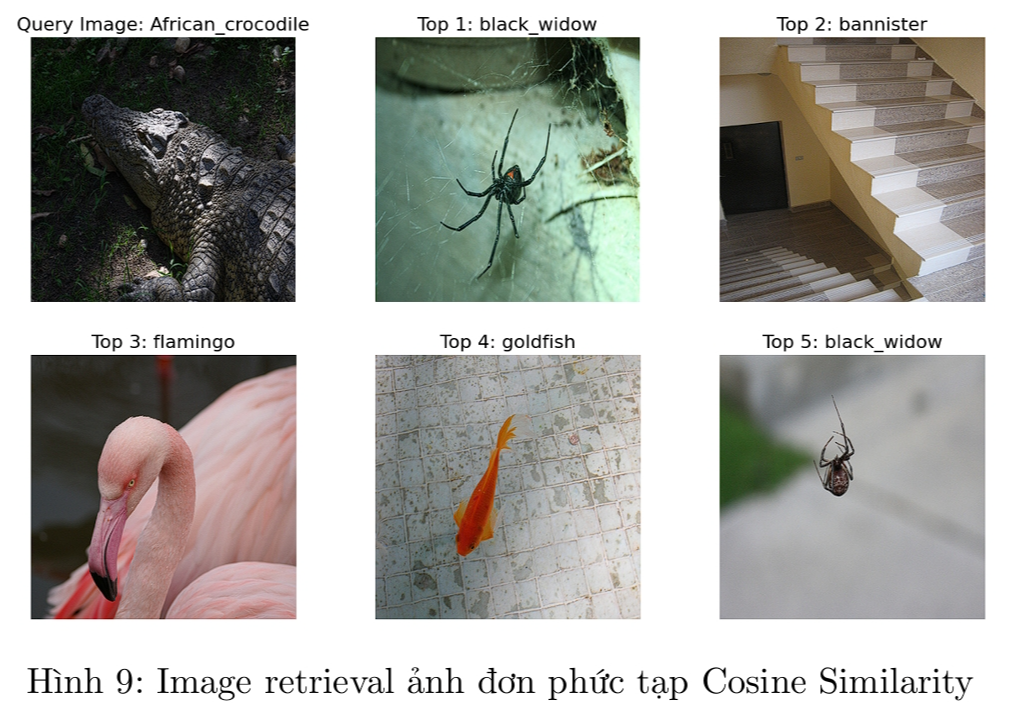 Query Image: African_crocodile
Top 1: black_widow
Top 2: bannister
Top 3: flamingo
Top 4: goldfish
Top 5: black_widow
Hình 9: Image retrieval ảnh đơn phức tạp Cosine Similarity